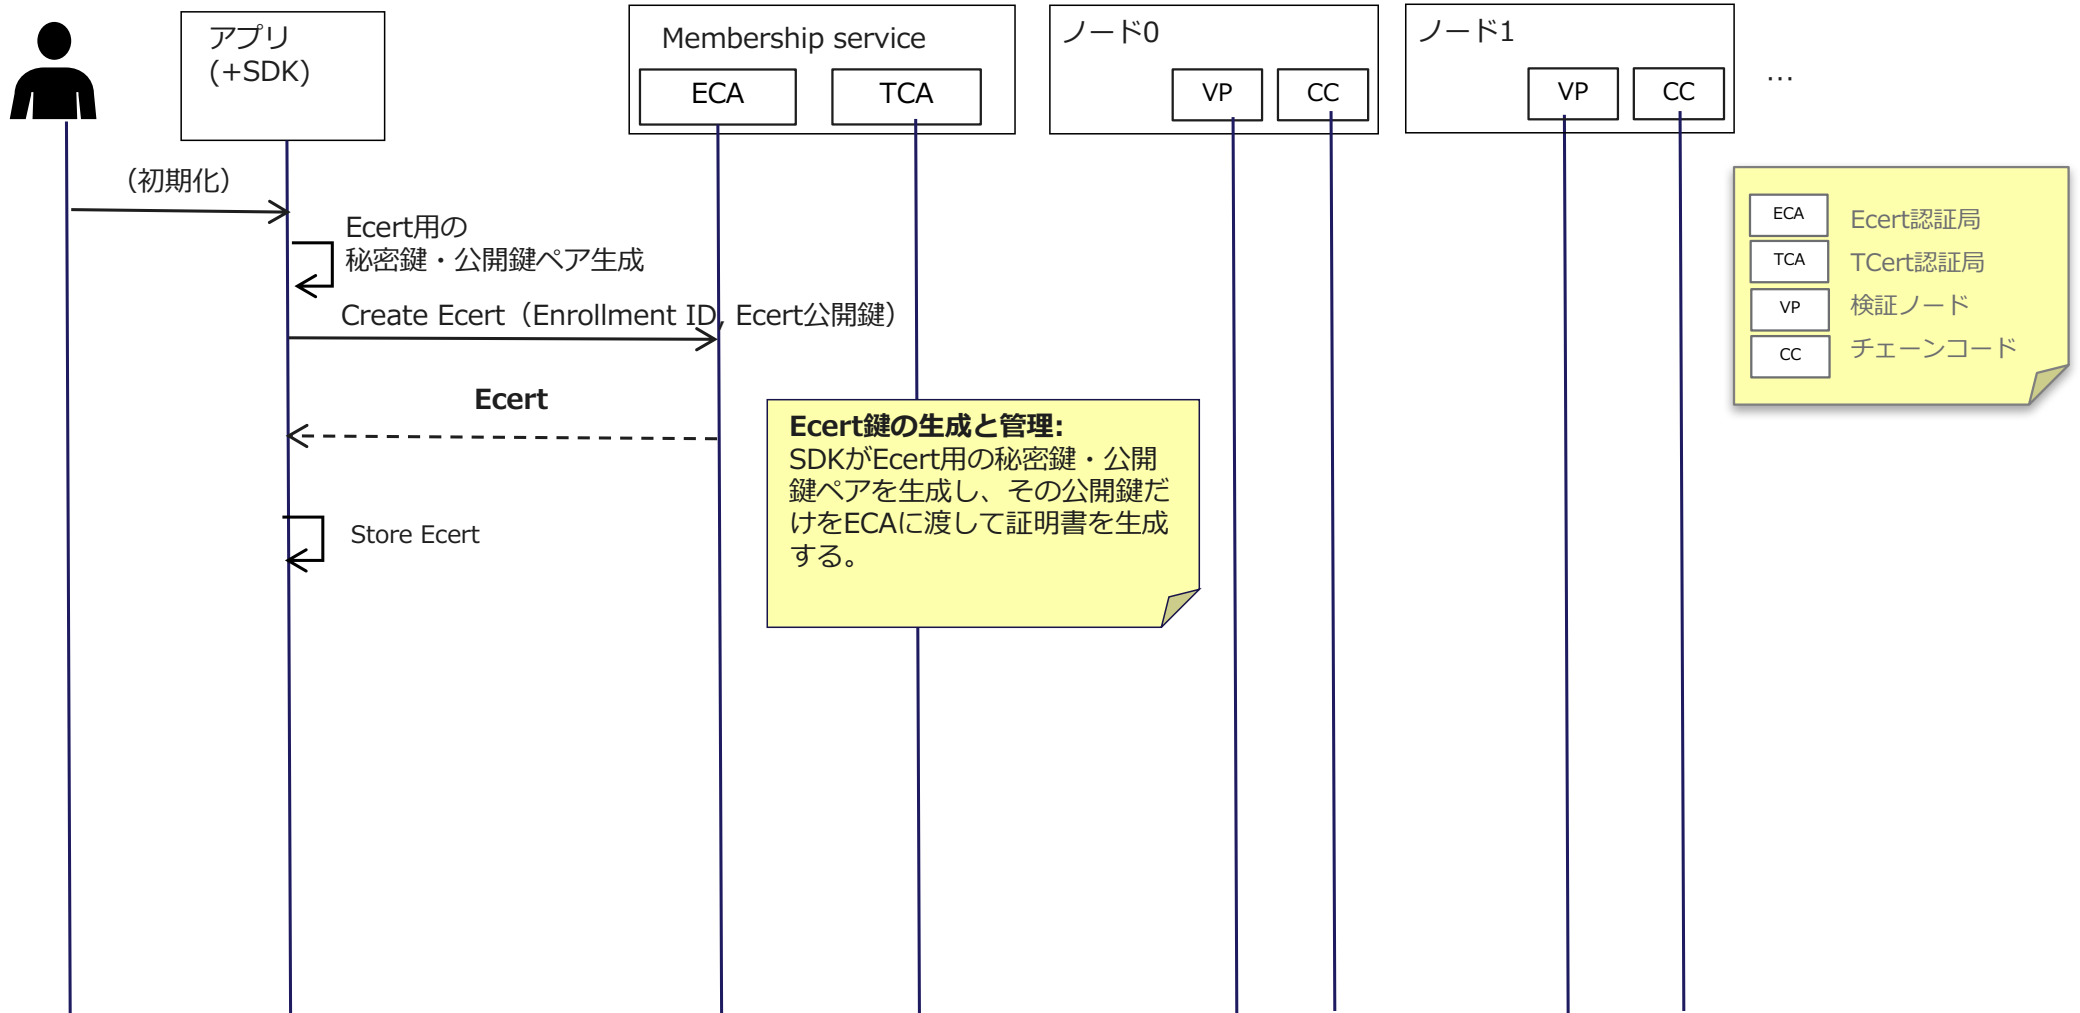 アプリ
(+SDK)
Membership service
ECA
TCA
ノード0
VP
CC
ノード1
VP
CC
…
（初期化）
Ecert用の
秘密鍵・公開鍵ペア生成
Create Ecert（Enrollment ID, Ecert公開鍵）
Ecert
Store Ecert
Ecert鍵の生成と管理:
SDKがEcert用の秘密鍵・公開
鍵ペアを生成し、その公開鍵だ
けをECAに渡して証明書を生成
する。
ECA Ecert認証局
TCA TCert認証局
VP 検証ノード
CC チェーンコード